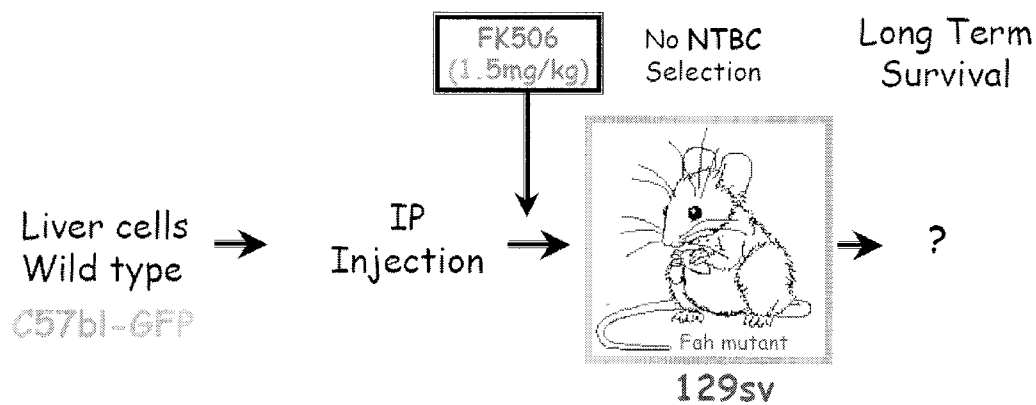 FK506
(1.5mg/kg)
No NTBC
Selection
Long Term
Survival
Liver cells
Wild type
C57bl-GFP
IP
Injection
?
Fah mutant
129sv